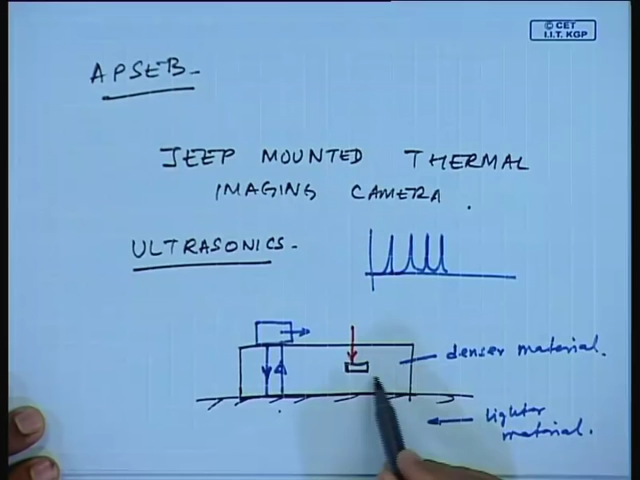 © CET
I.I.T. KGP
APSEB-
JEEP MOUNTED THERMAL
IMAGING CAMERA.
ULTRASONICS-
denser material.
lighter
material.